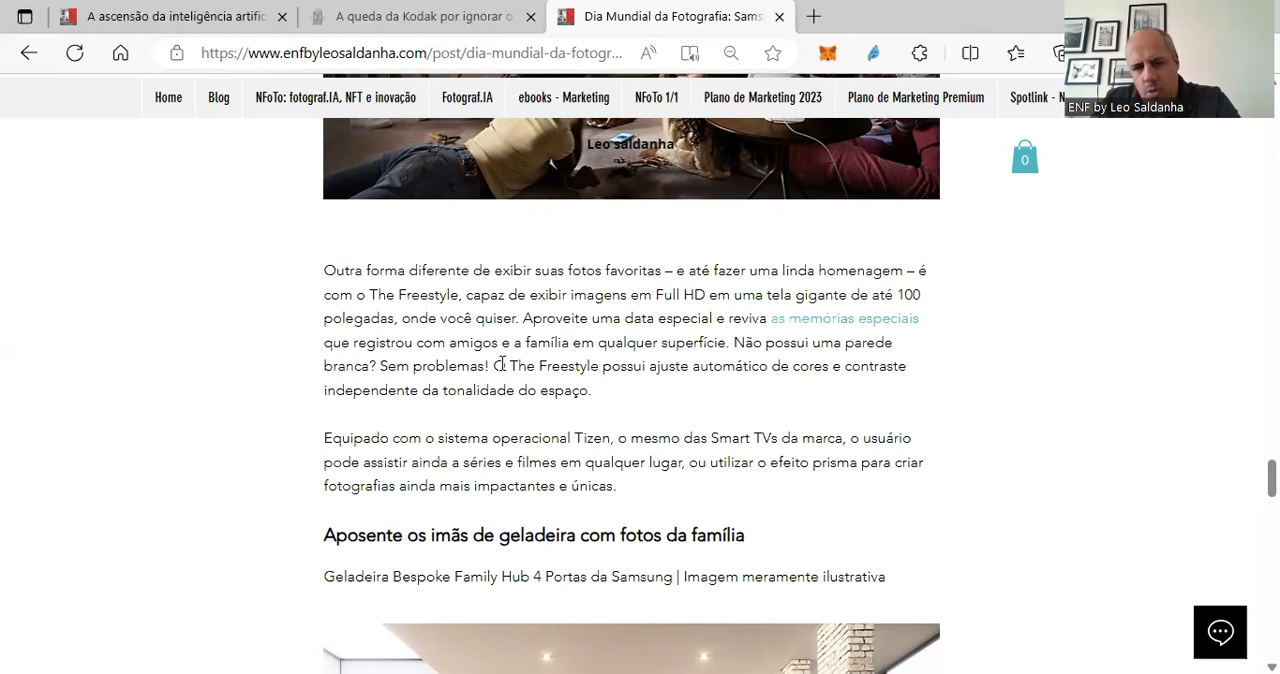 A ascensão da inteligência artific
A queda da Kodak por ignorar o
Dia Mundial da Fotografia: Sams
https://www.enfbyleosaldanha.com/post/dia-mundial-da-fotogr...
Home Blog NFoTo: fotograf.IA, NFT e inovação Fotograf.IA ebooks - Marketing NFoTo 1/1 Plano de Marketing 2023 Plano de Marketing Premium Spotlink - N
ENF by Leo Saldanha
Leo saldanha
0
Outra forma diferente de exibir suas fotos favoritas – e até fazer uma linda homenagem – é
com o The Freestyle, capaz de exibir imagens em Full HD em uma tela gigante de até 100
polegadas, onde você quiser. Aproveite uma data especial e reviva as memórias especiais
que registrou com amigos e a família em qualquer superfície. Não possui uma parede
branca? Sem problemas! O The Freestyle possui ajuste automático de cores e contraste
independente da tonalidade do espaço.
Equipado com o sistema operacional Tizen, o mesmo das Smart TVs da marca, o usuário
pode assistir ainda a séries e filmes em qualquer lugar, ou utilizar o efeito prisma para criar
fotografias ainda mais impactantes e únicas.
Aposente os imãs de geladeira com fotos da família
Geladeira Bespoke Family Hub 4 Portas da Samsung | Imagem meramente ilustrativa